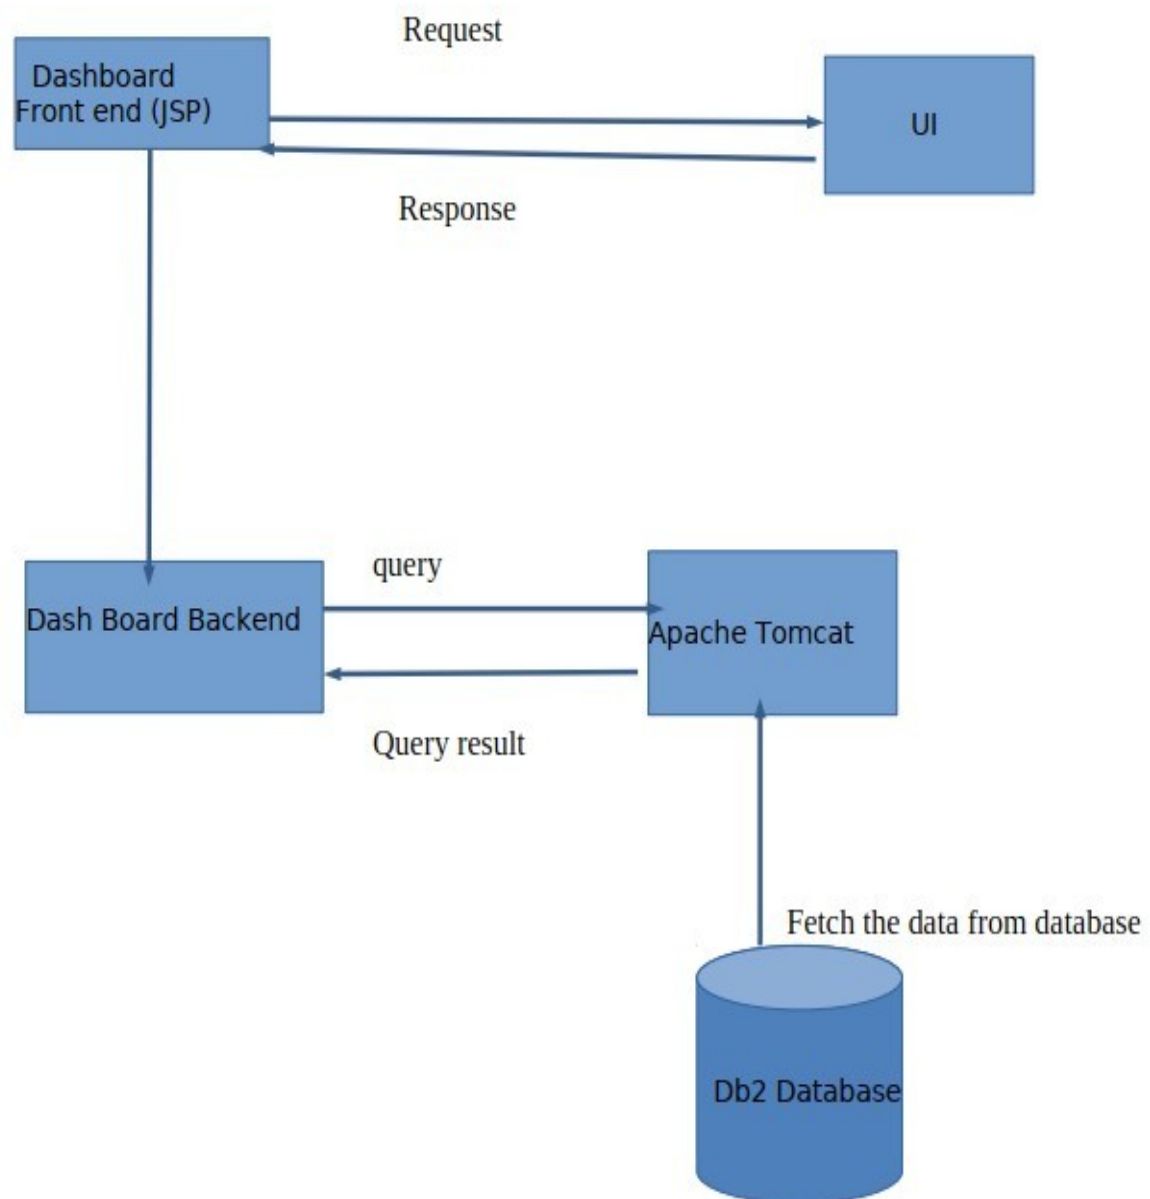 Request
Dashboard
Front end (JSP)
UI
Response
query
Dash Board Backend
Apache Tomcat
Query result
Fetch the data from database
Db2 Database